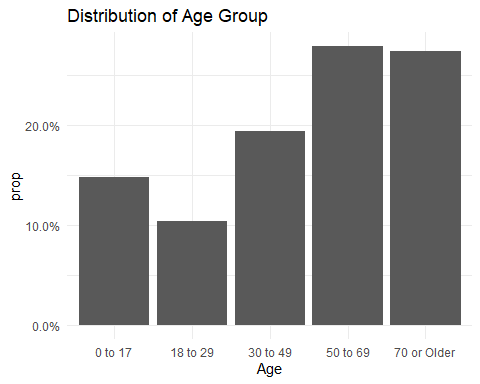 Distribution of Age Group
prop
20.0%
10.0%
0.0%
0 to 17 18 to 29 30 to 49 50 to 69 70 or Older
Age